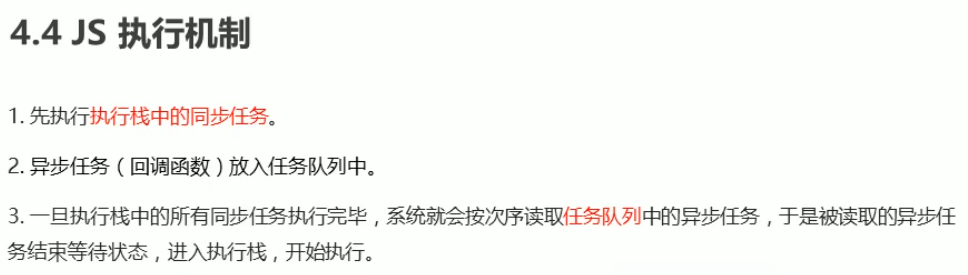 4.4 JS 执行机制
1. 先执行执行栈中的同步任务。
2. 异步任务（回调函数）放入任务队列中。
3. 一旦执行栈中的所有同步任务执行完毕，系统就会按次序读取任务队列中的异步任务，于是被读取的异步任
务结束等待状态，进入执行栈，开始执行。